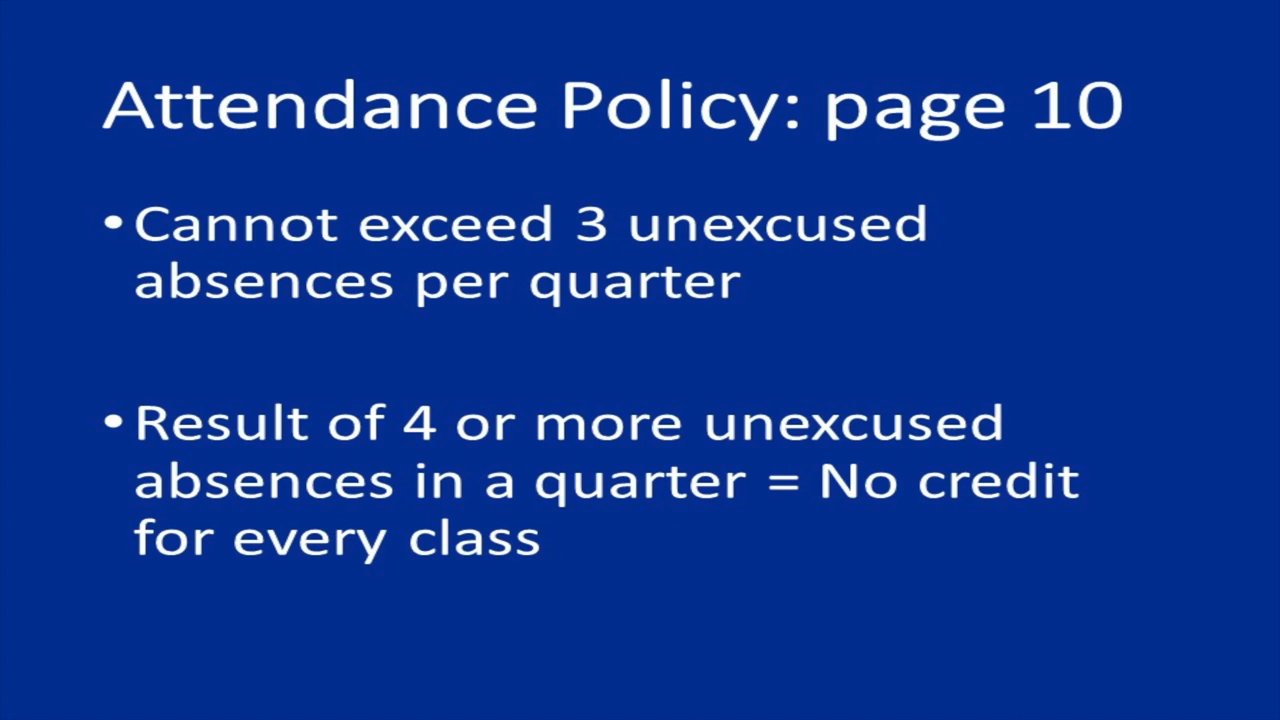 Attendance Policy: page 10
• Cannot exceed 3 unexcused
absences per quarter
• Result of 4 or more unexcused
absences in a quarter = No credit
for every class